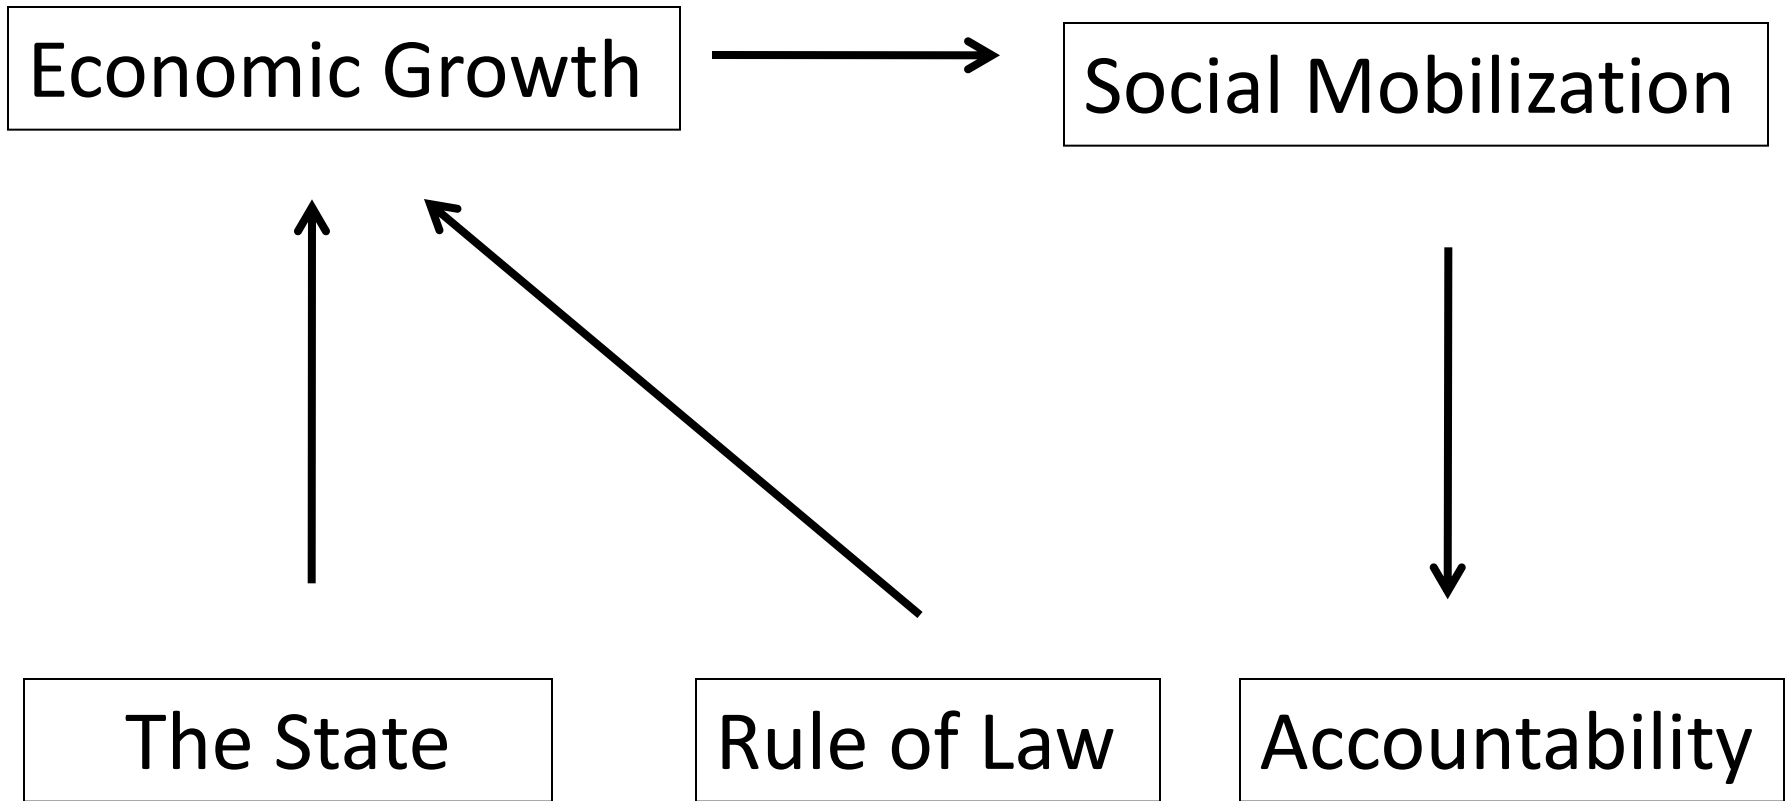 Economic Growth
Social Mobilization
The State
Rule of Law
Accountability